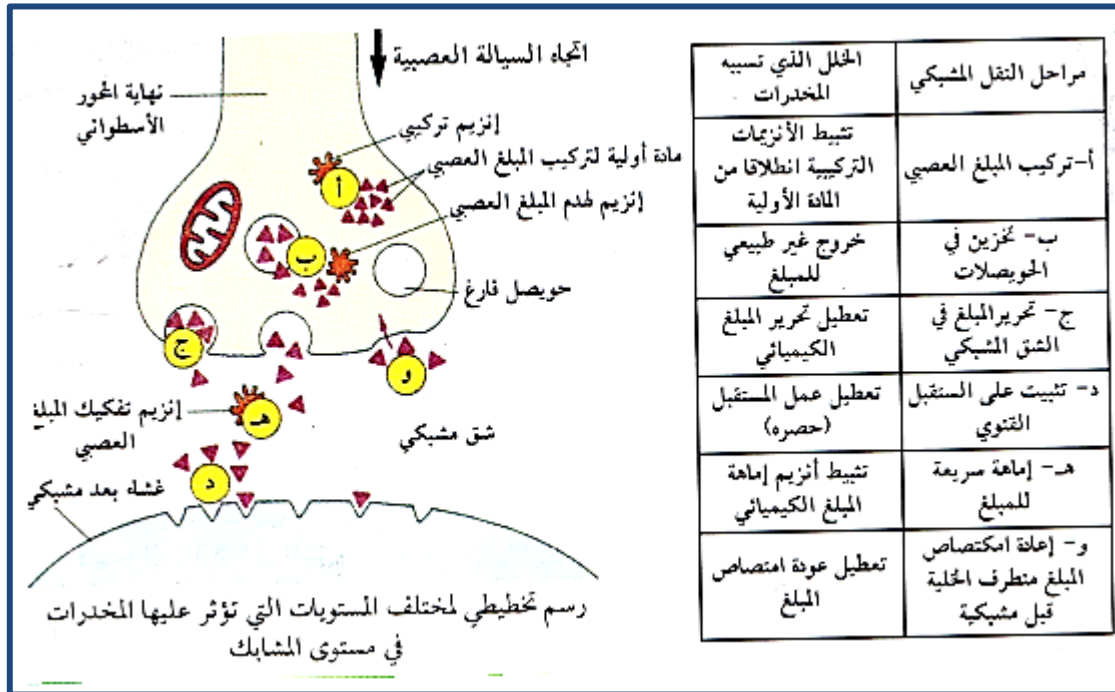 اتجاه السيالة العصبية
نهاية المحور
الأسطواني
إنزيم تركيبي
مادة أولية لتركيب المبلغ العصبي
إنزيم لهدم المبلغ العصبي
أ
ب
حويصل فارغ
ج
و
إنزيم تفكيك المبلغ
العصبي
هـ
شق مشبكي
د
غشاء بعد مشبكي
رسم تخطيطي لمختلف المستويات التي تؤثر عليها المخدرات
في مستوى المشابك
مراحل النقل المشبكي
الخلل الذي تسببه
المخدرات
أ-تركيب المبلغ العصبي
تثبيط الأنزيمات
التركيبية انطلاقا من
المادة الأولية
ب- تخزين في
الحويصلات
خروج غير طبيعي
للمبلغ
ج- تحريرالمبلغ في
الشق المشبكي
تعطيل تحرير المبلغ
الكيميائي
د- تثبيت على الستقبل
القنوي
تعطيل عمل المستقبل
(حصره)
هـ- إماهة سريعة
للمبلغ
تثبيط أنزيم إماهة
المبلغ الكيميائي
و- إعادة امكتصاص
المبلغ منطرف الخلية
قبل مشبكية
تعطيل عودة امتصاص
المبلغ